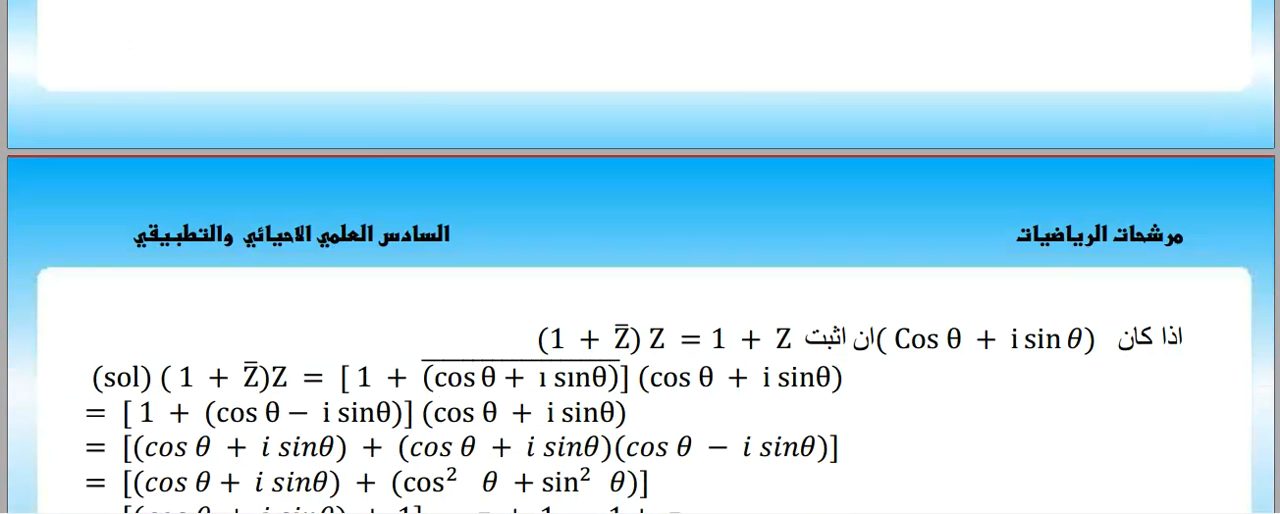 مرشحات الرياضيات
السادس العلمي الاحيائي والتطبيقي
اذا كان (Cos θ + i sin θ) ان اثبت (1 + Z̅) Z = 1 + Z
(sol) ( 1 + Z̅)Z = [ 1 + (cos θ + i sinθ)] (cos θ + i sinθ)
= [ 1 + (cos θ − i sinθ)] (cos θ + i sinθ)
= [(cos θ + i sinθ) + (cos θ + i sinθ)(cos θ − i sinθ)]
= [(cos θ + i sinθ) + (cos² θ + sin² θ)]